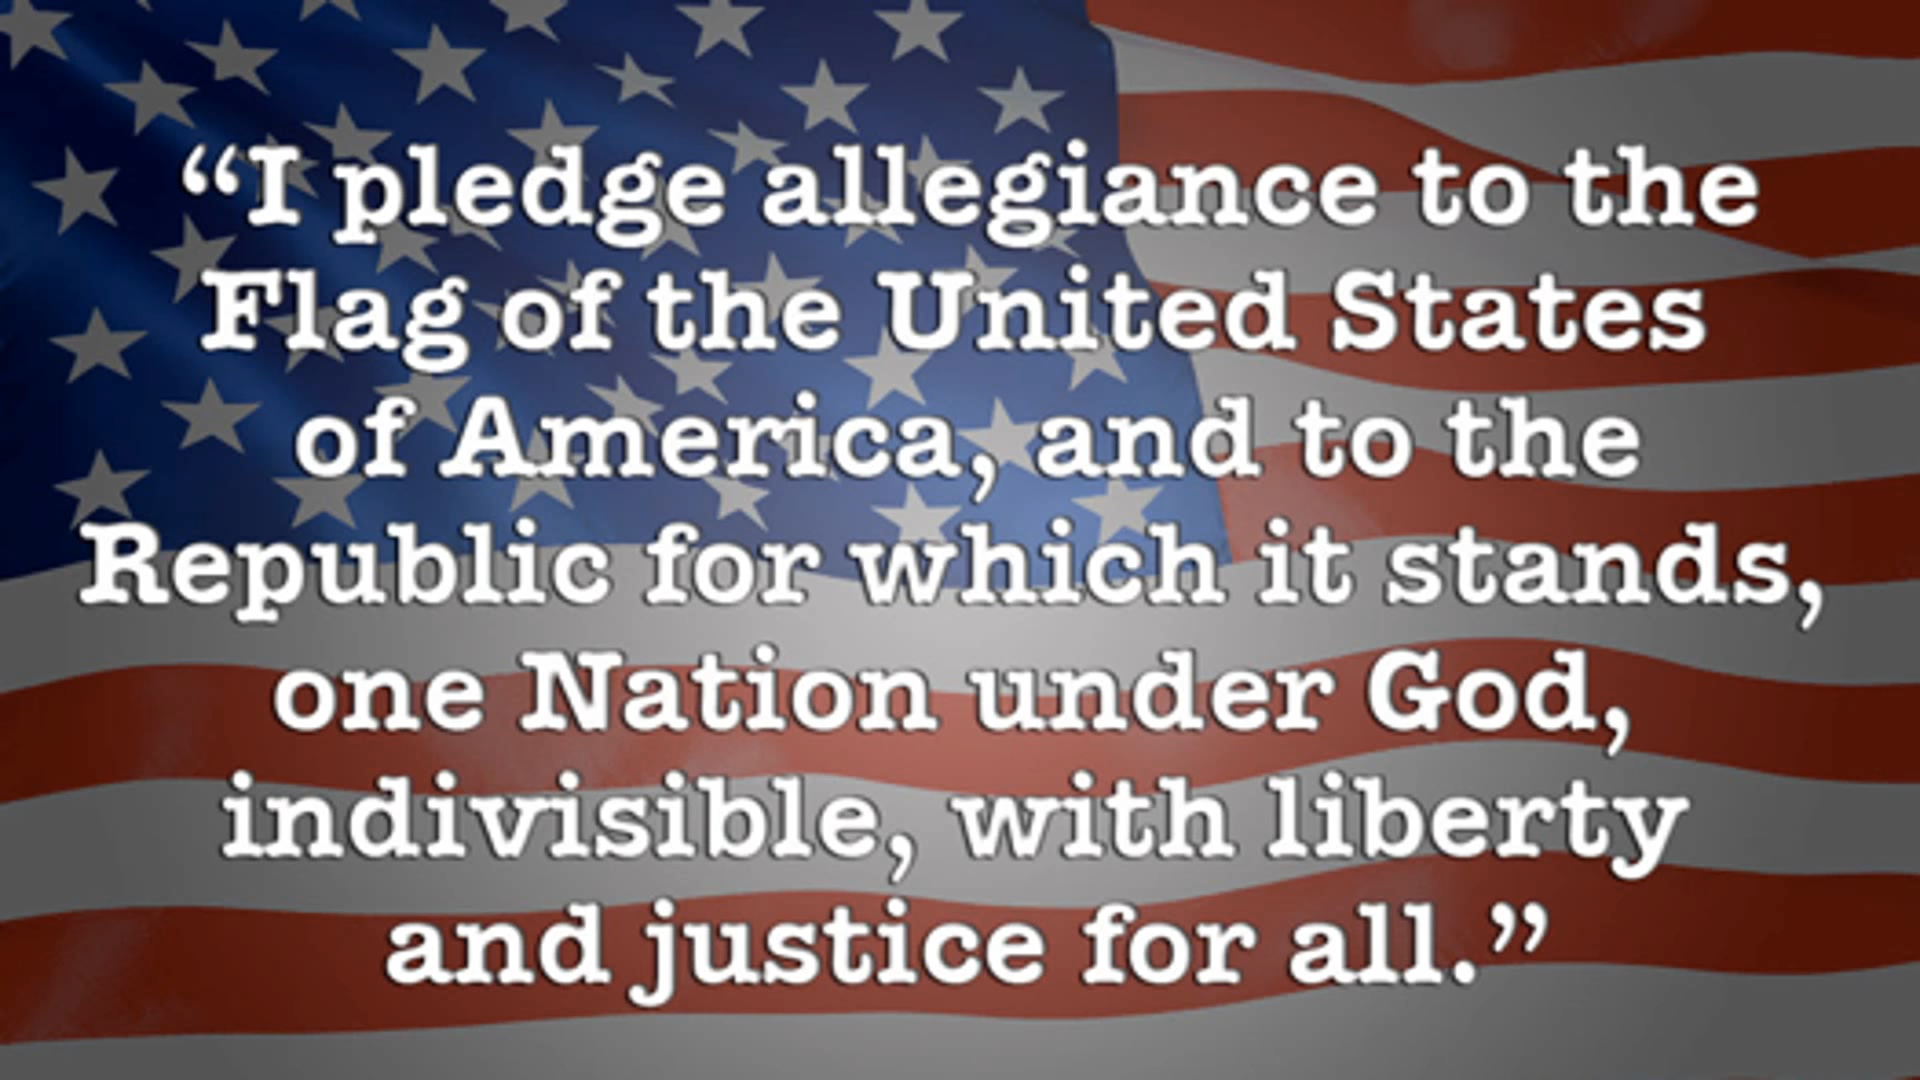 “I pledge allegiance to the
Flag of the United States
of America, and to the
Republic for which it stands,
one Nation under God,
indivisible, with liberty
and justice for all.”